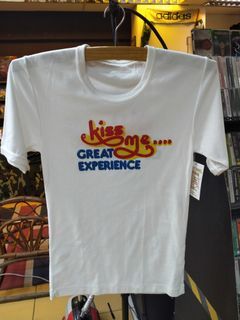 adidas
kiss
me....
GREAT
EXPERIENCE